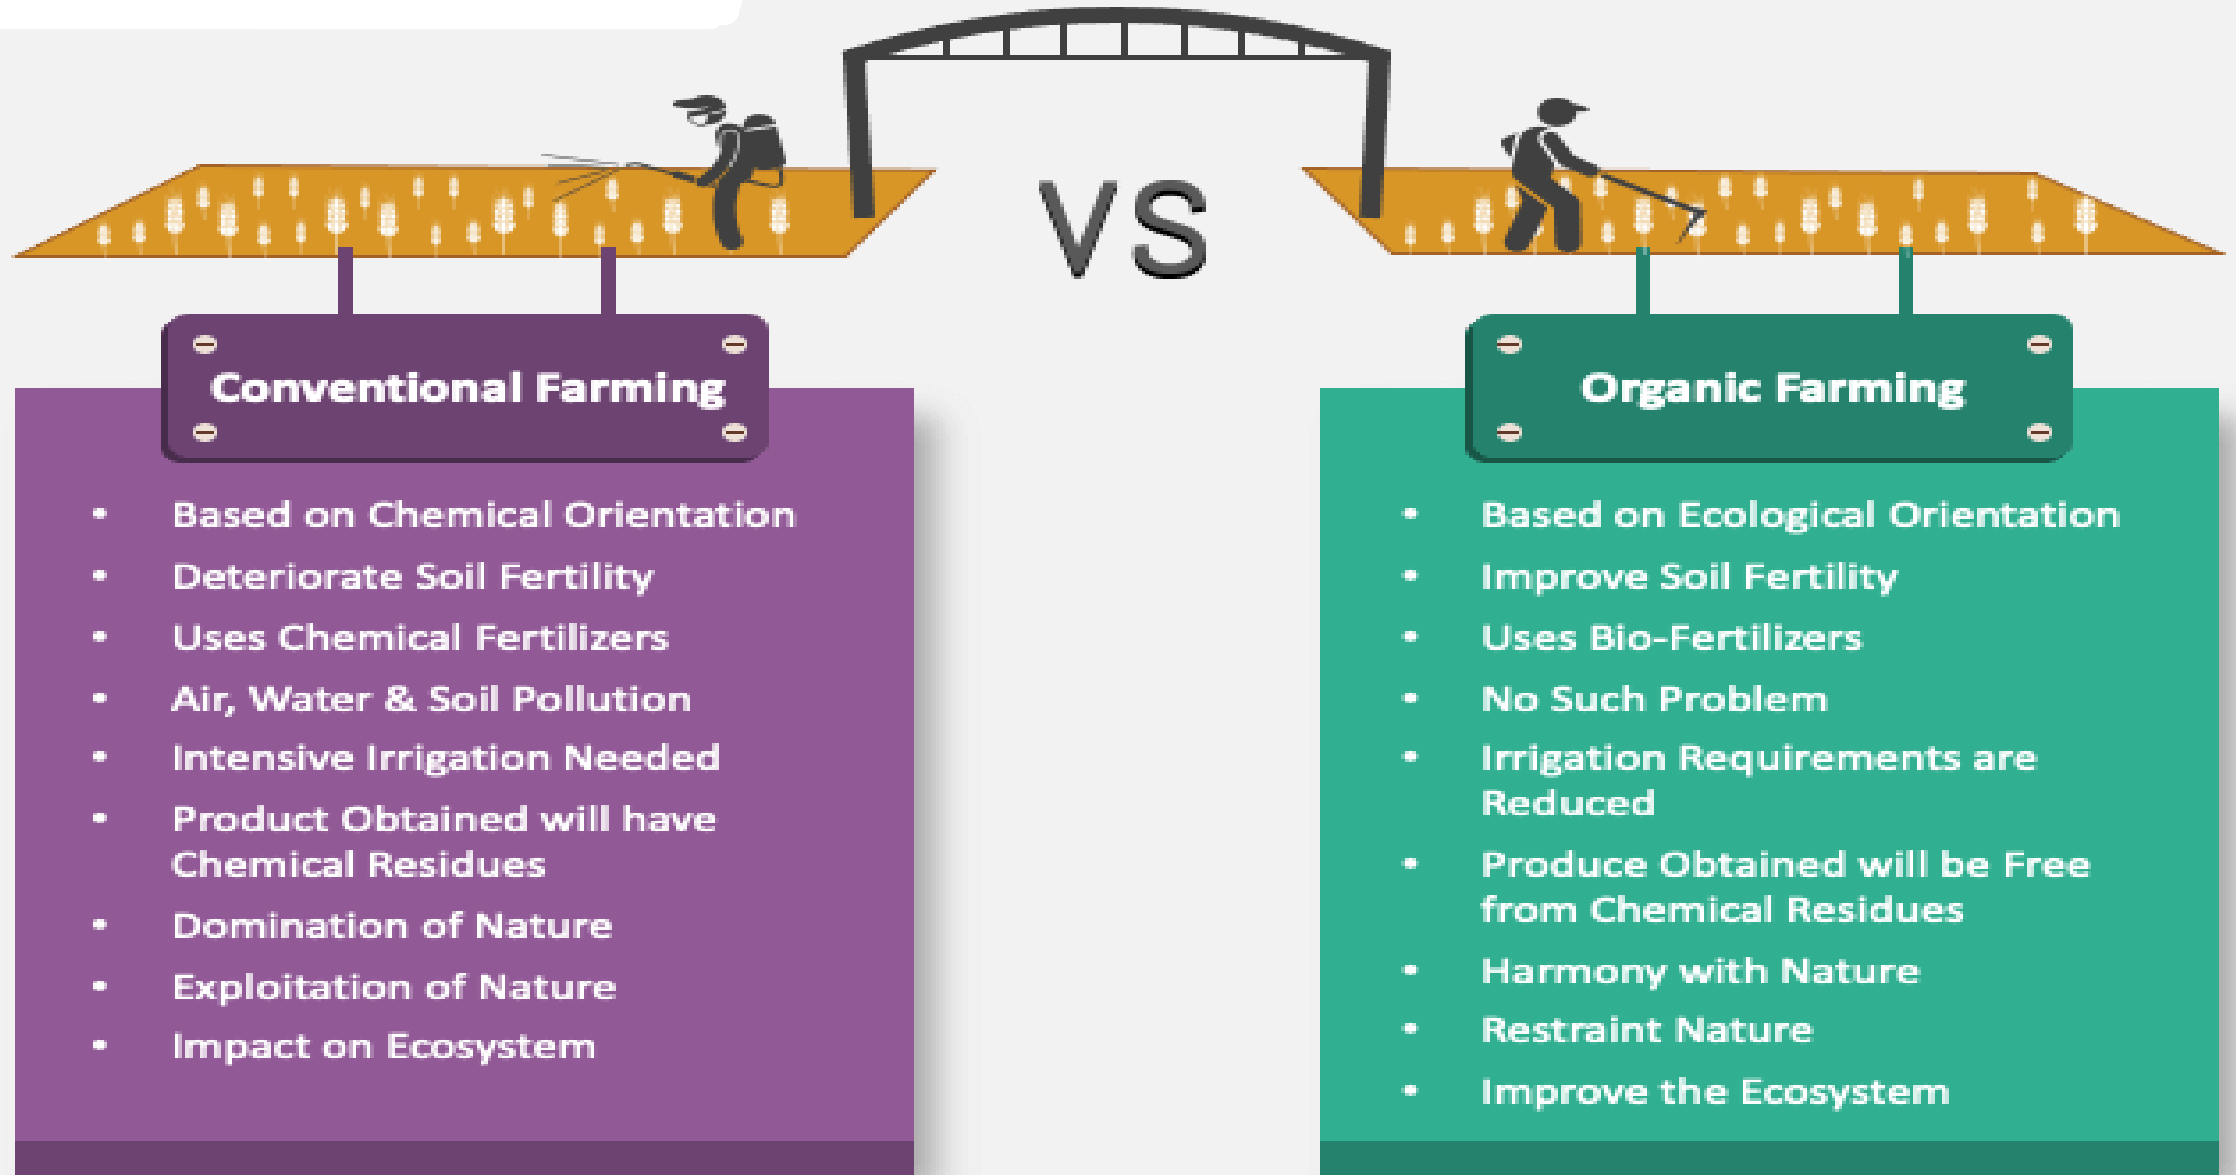 VS
Conventional Farming
• Based on Chemical Orientation
• Deteriorate Soil Fertility
• Uses Chemical Fertilizers
• Air, Water & Soil Pollution
• Intensive Irrigation Needed
• Product Obtained will have
Chemical Residues
• Domination of Nature
• Exploitation of Nature
• Impact on Ecosystem
Organic Farming
• Based on Ecological Orientation
• Improve Soil Fertility
• Uses Bio-Fertilizers
• No Such Problem
• Irrigation Requirements are
Reduced
• Produce Obtained will be Free
from Chemical Residues
• Harmony with Nature
• Restraint Nature
• Improve the Ecosystem